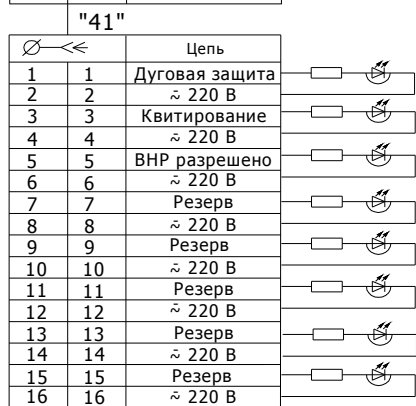 "41"
Цепь
1 1 Дуговая защита
2 2 ≂ 220 В
3 3 Квитирование
4 4 ≂ 220 В
5 5 ВНР разрешено
6 6 ≂ 220 В
7 7 Резерв
8 8 ≂ 220 В
9 9 Резерв
10 10 ≂ 220 В
11 11 Резерв
12 12 ≂ 220 В
13 13 Резерв
14 14 ≂ 220 В
15 15 Резерв
16 16 ≂ 220 В